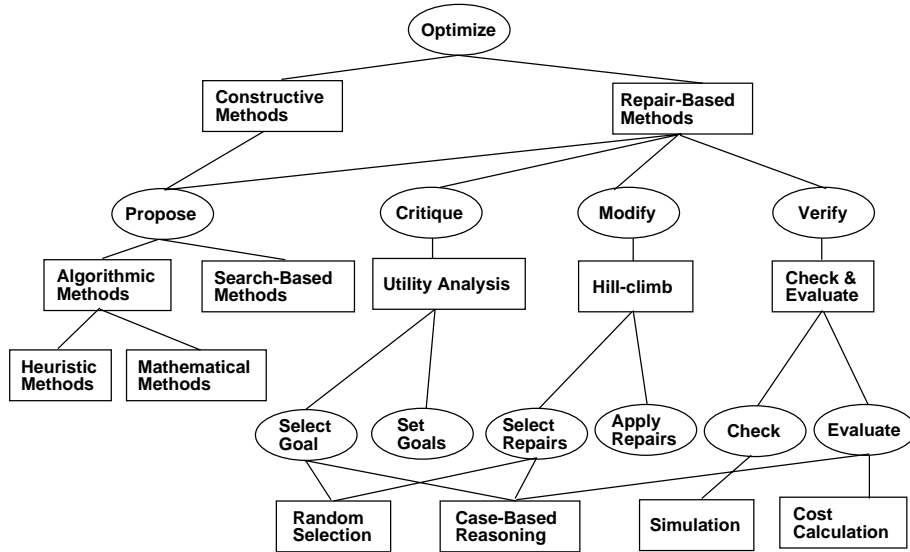 Optimize
Constructive
Methods
Repair-Based
Methods
Propose
Critique
Modify
Verify
Algorithmic
Methods
Search-Based
Methods
Utility Analysis
Hill-climb
Check &
Evaluate
Heuristic
Methods
Mathematical
Methods
Select
Goal
Set
Goals
Select
Repairs
Apply
Repairs
Check
Evaluate
Random
Selection
Case-Based
Reasoning
Simulation
Cost
Calculation